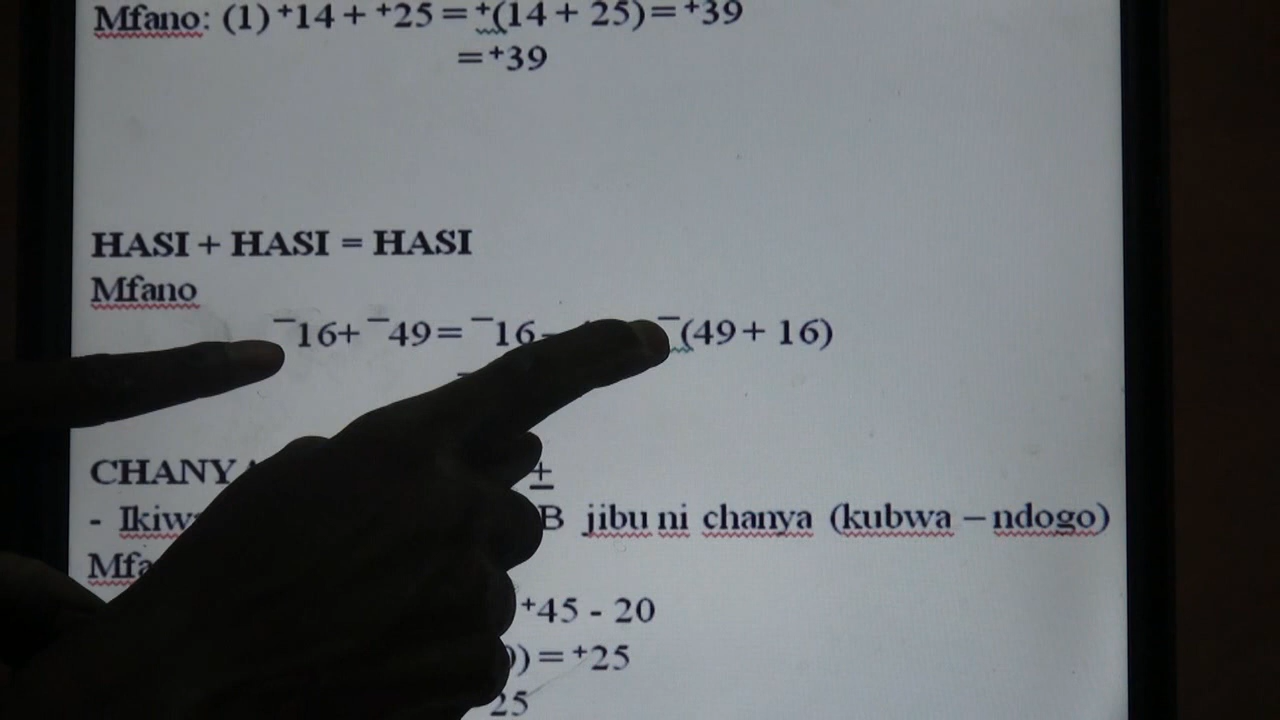 Mfano: (1) ⁺14 + ⁺25 = ⁺(14 + 25) = ⁺39
= ⁺39
HASI + HASI = HASI
Mfano
⁻16+ ⁻49 = ⁻16 ⁻(49 + 16)
±
- B jibu ni chanya (kubwa – ndogo)
⁺45 - 20
) = ⁺25
25